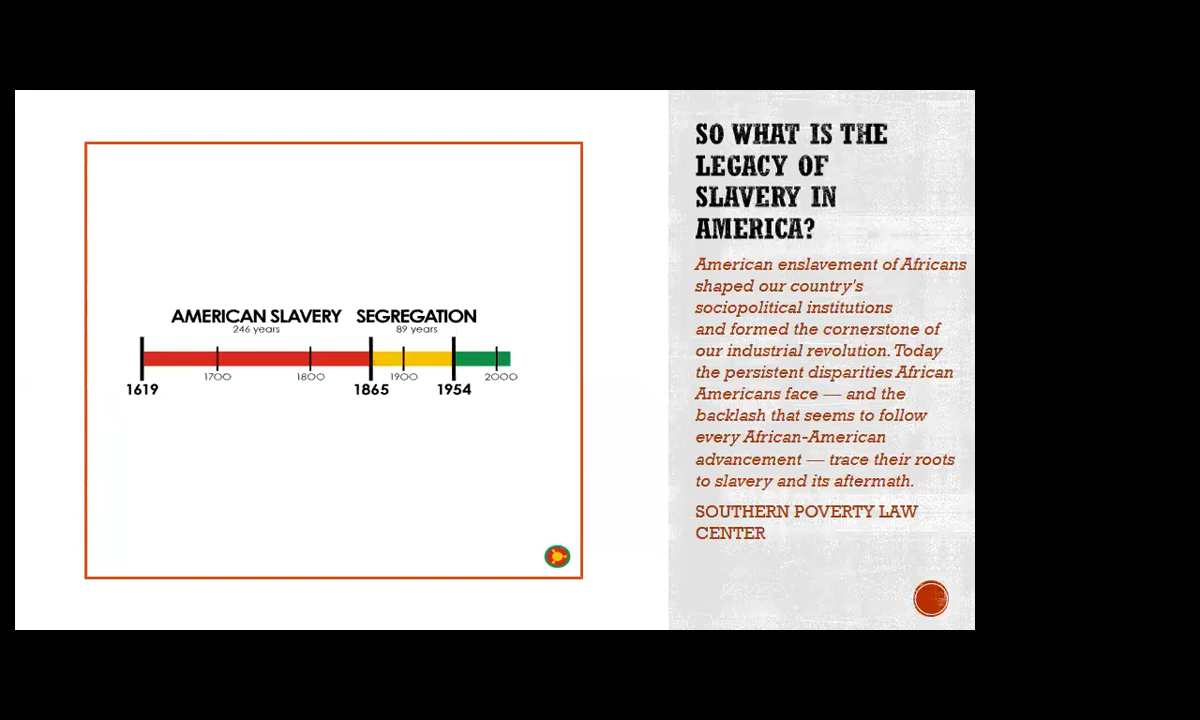 AMERICAN SLAVERY SEGREGATION
246 years 89 years
1700 1800 1900 2000
1619 1865 1954
SO WHAT IS THE
LEGACY OF
SLAVERY IN
AMERICA?
American enslavement of Africans
shaped our country's
sociopolitical institutions
and formed the cornerstone of
our industrial revolution. Today
the persistent disparities African
Americans face — and the
backlash that seems to follow
every African-American
advancement — trace their roots
to slavery and its aftermath.
SOUTHERN POVERTY LAW
CENTER